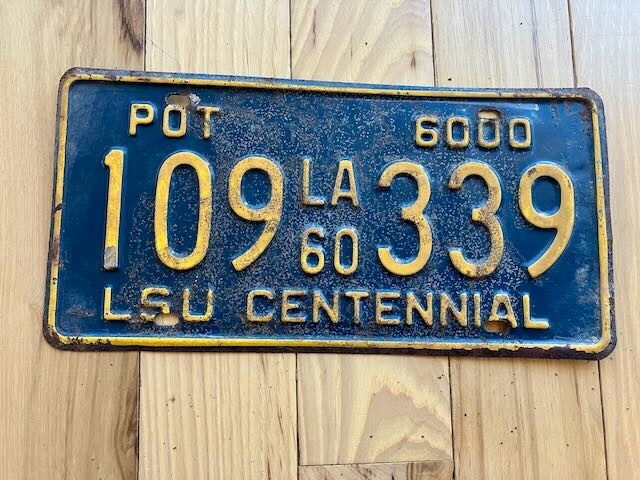 POT 6000
109 LA 60 339
LSU CENTENNIAL